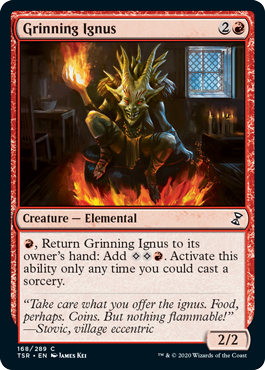 Grinning Ignus 2
Creature — Elemental
, Return Grinning Ignus to its
owner's hand: Add . Activate this
ability only any time you could cast a
sorcery.
"Take care what you offer the ignus. Food,
perhaps. Coins. But nothing flammable!"
—Stovic, village eccentric
2/2
168/289 C
TSR • EN James Kei ™ & © 2020 Wizards of the Coast